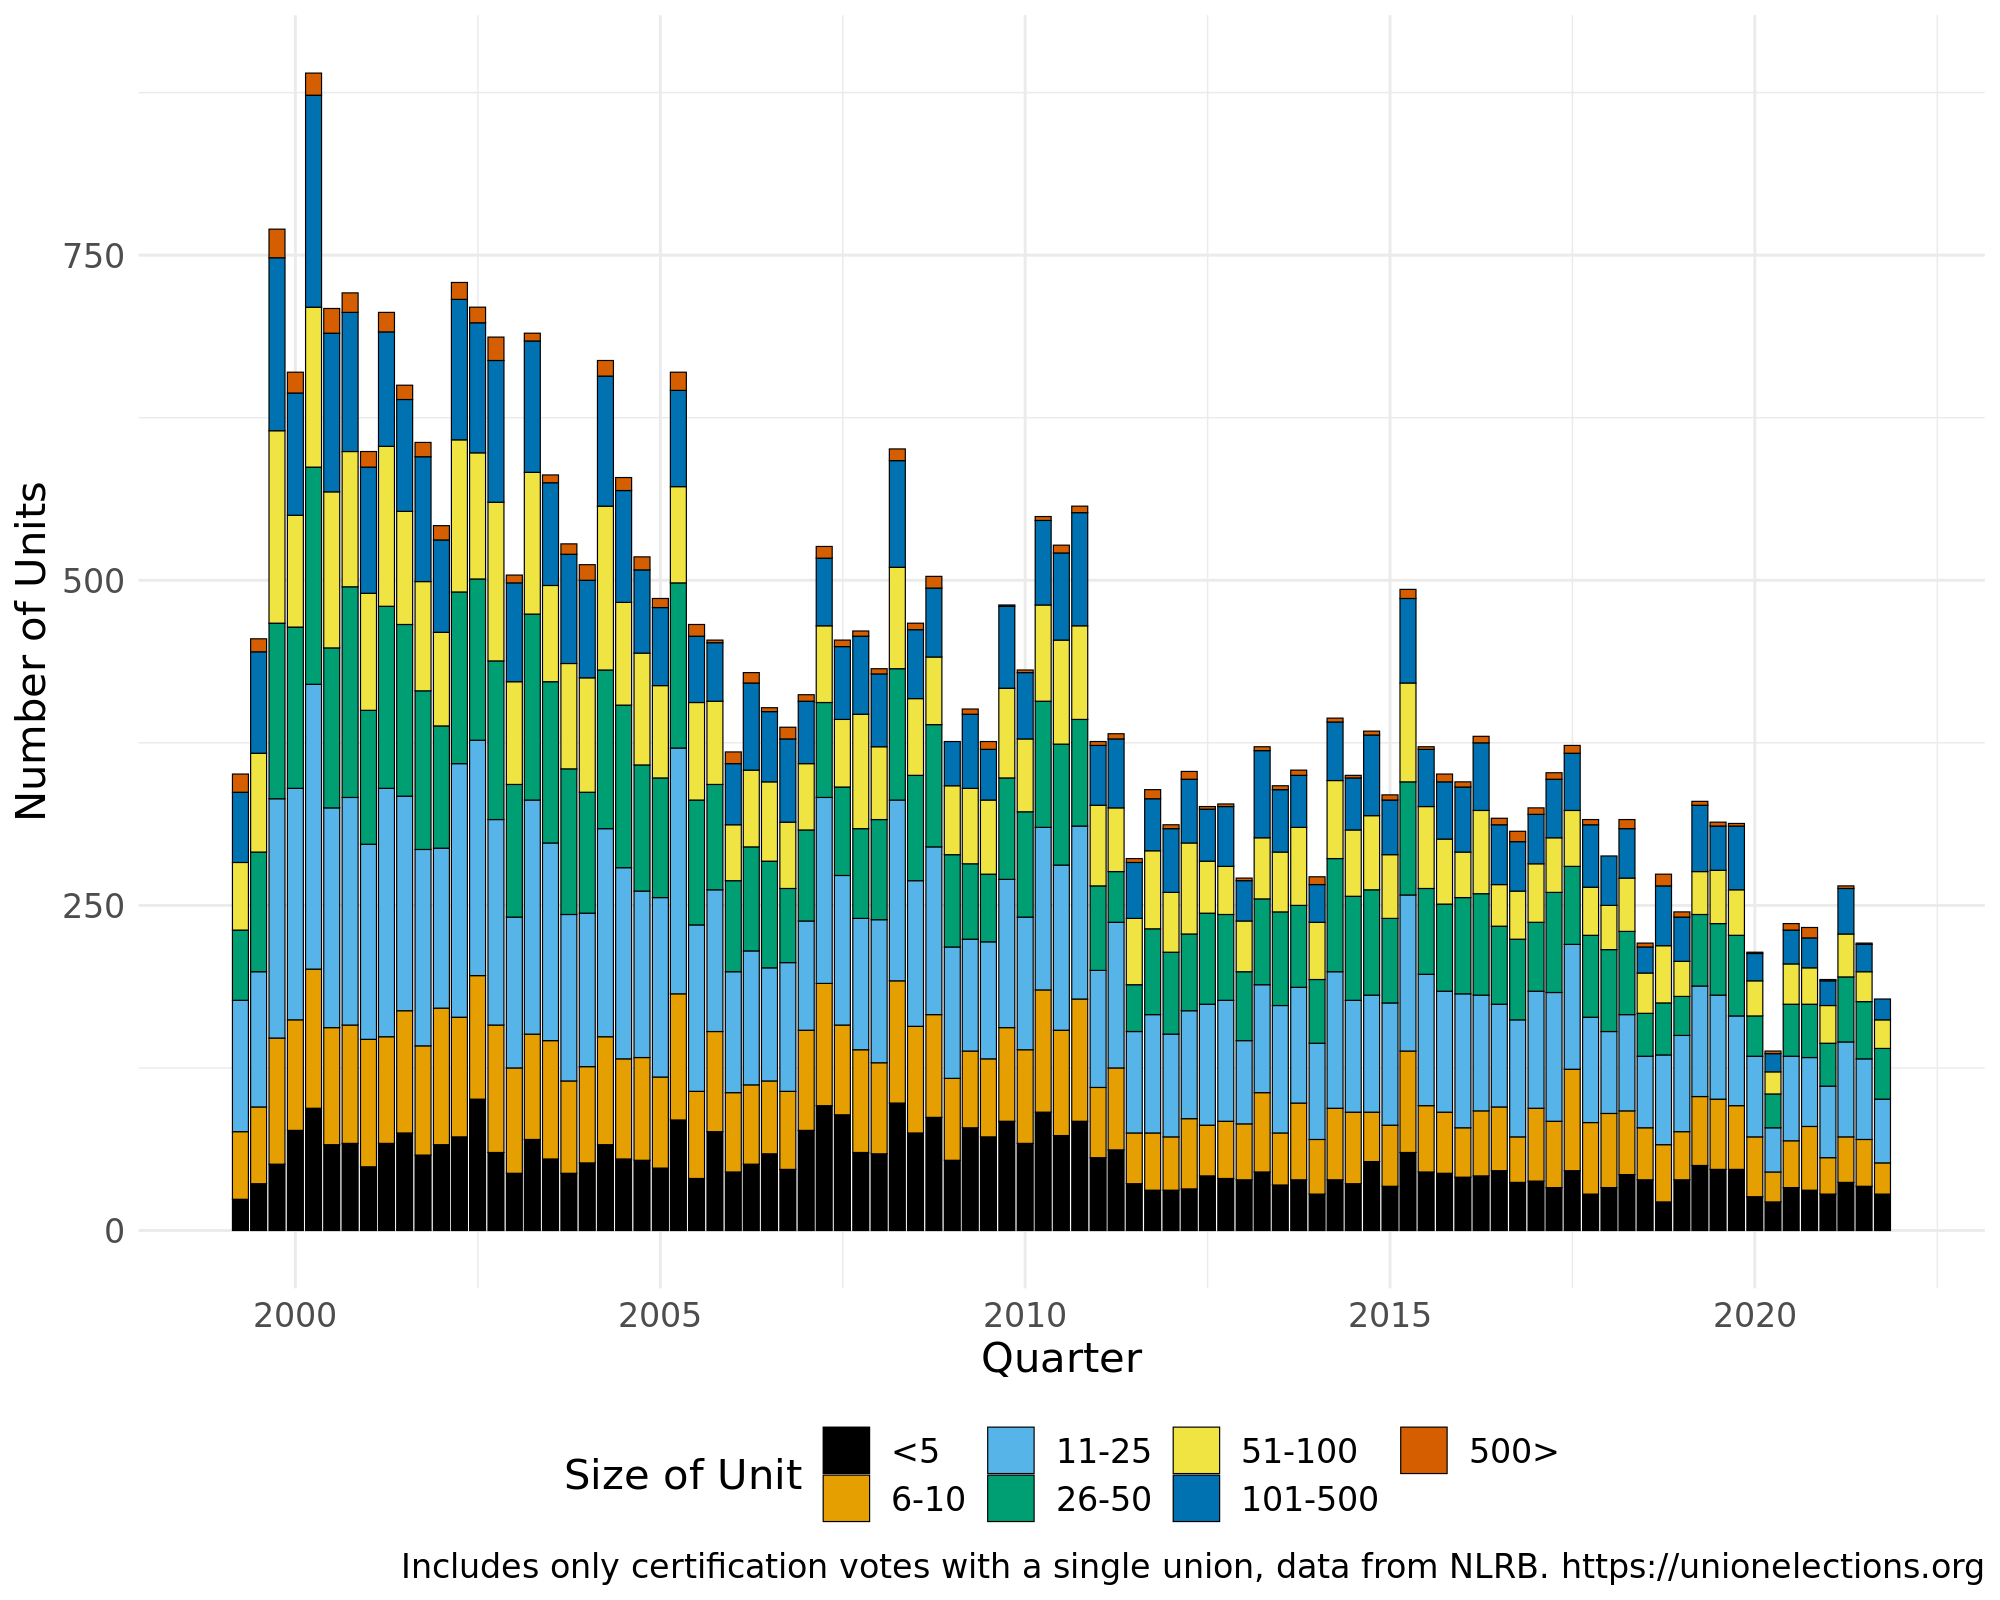 750
500
250
0
Number of Units
2000 2005 2010 2015 2020
Quarter
Size of Unit
<5 11-25 51-100 500>
6-10 26-50 101-500
Includes only certification votes with a single union, data from NLRB. https://unionelections.org